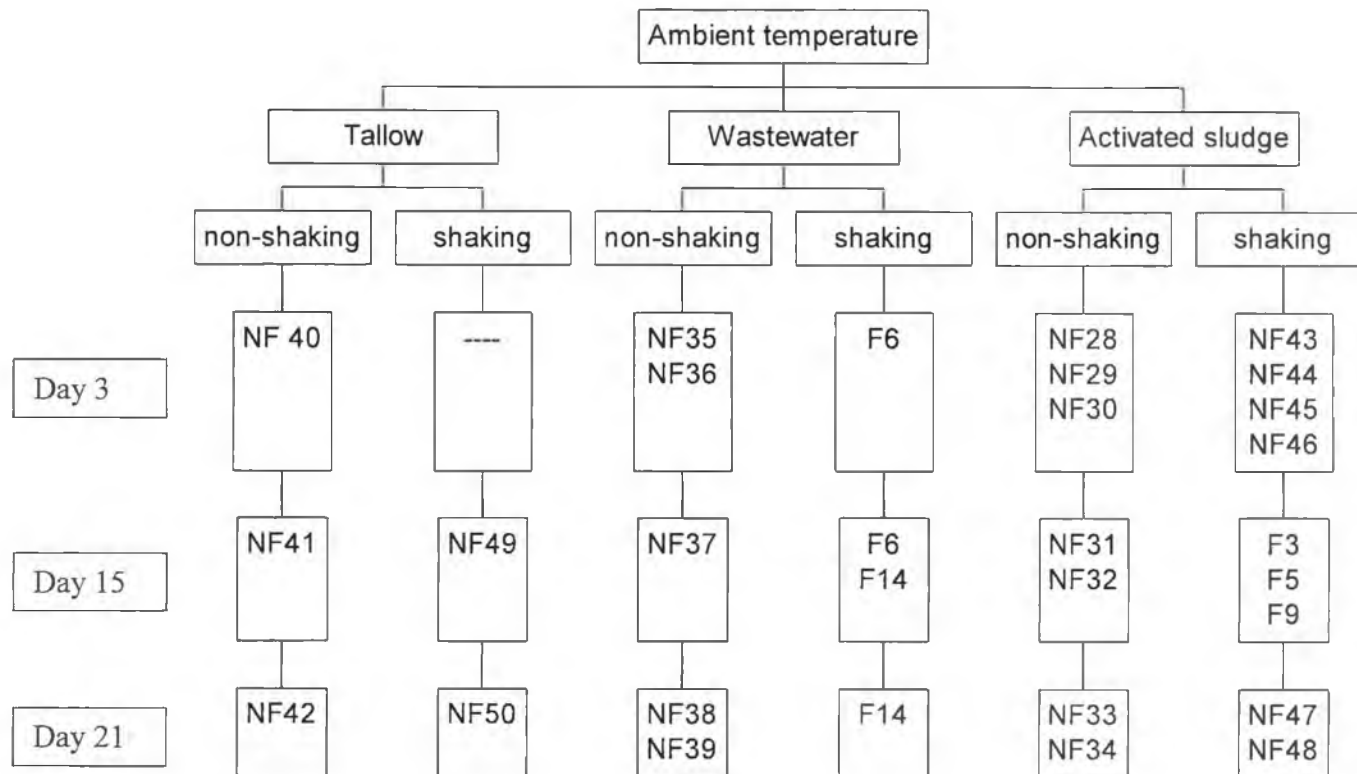 Ambient temperature
Tallow
Wastewater
Activated sludge
non-shaking
shaking
non-shaking
shaking
non-shaking
shaking
Day 3
NF 40
----
NF35
NF36
F6
NF28
NF29
NF30
NF43
NF44
NF45
NF46
Day 15
NF41
NF49
NF37
F6
F14
NF31
NF32
F3
F5
F9
Day 21
NF42
NF50
NF38
NF39
F14
NF33
NF34
NF47
NF48